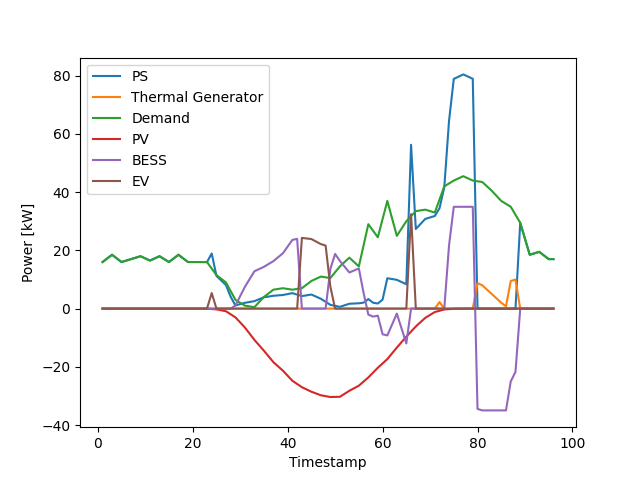 PS
Thermal Generator
Demand
PV
BESS
EV
Power [kW]
80
60
40
20
0
−20
−40
0 20 40 60 80 100
Timestamp